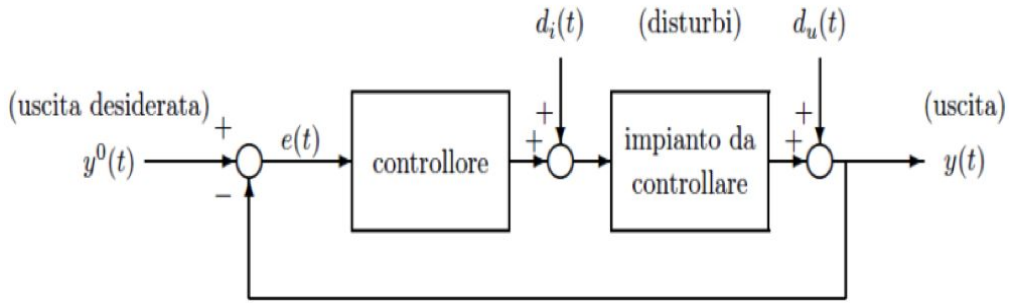 d_i(t)
(disturbi)
d_u(t)
(uscita desiderata)
(uscita)
+
+
+
+
+
e(t)
y^0(t)
controllore
impianto da
controllare
y(t)
−